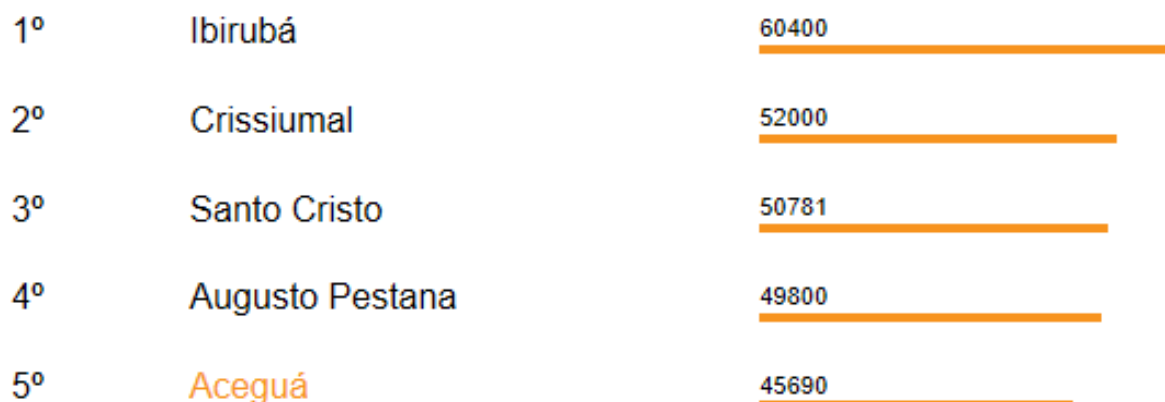 1º Ibirubá 60400
2º Crissiumal 52000
3º Santo Cristo 50781
4º Augusto Pestana 49800
5º Aceguá 45690